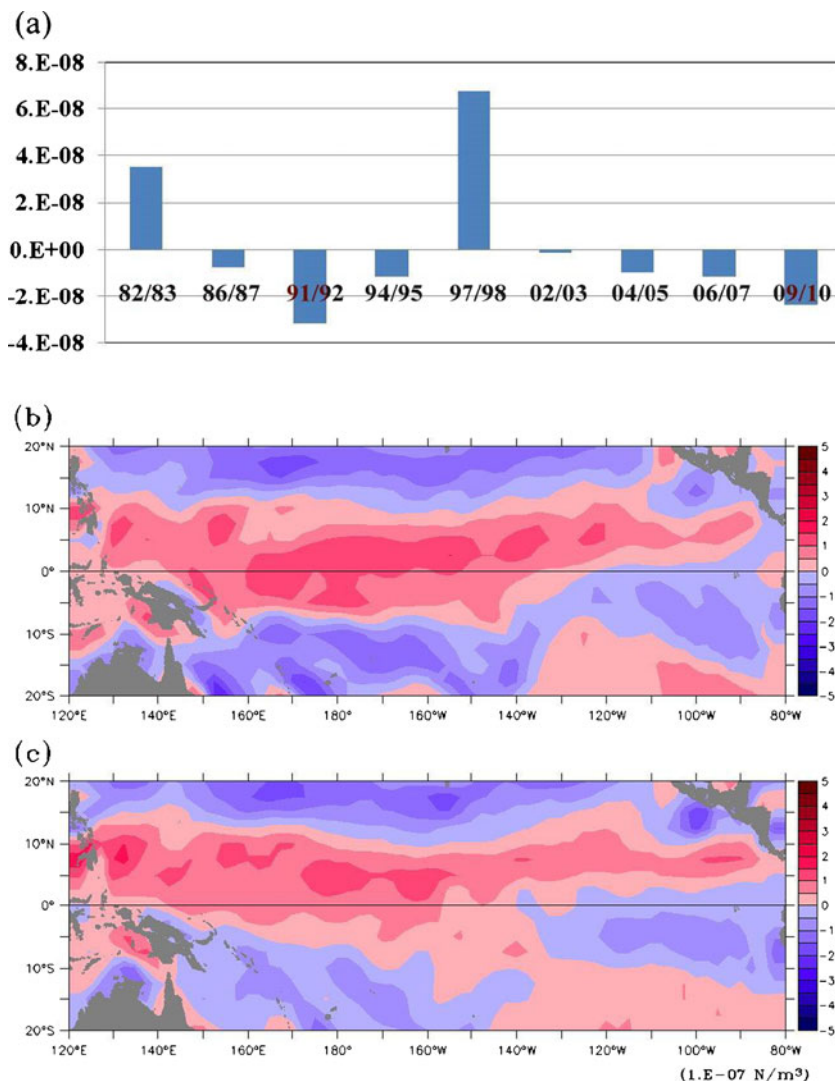 (a)
8.E-08
6.E-08
4.E-08
2.E-08
0.E+00
82/83 86/87 91/92 94/95 97/98 02/03 04/05 06/07 09/10
-2.E-08
-4.E-08
(b)
20°N
10°N
0°
10°S
20°S
120°E 140°E 160°E 180° 160°W 140°W 120°W 100°W 80°W
5
4
3
2
1
0
-1
-2
-3
-4
-5
(c)
20°N
10°N
0°
10°S
20°S
120°E 140°E 160°E 180° 160°W 140°W 120°W 100°W 80°W
5
4
3
2
1
0
-1
-2
-3
-4
-5
(1.E-07 N/m³)